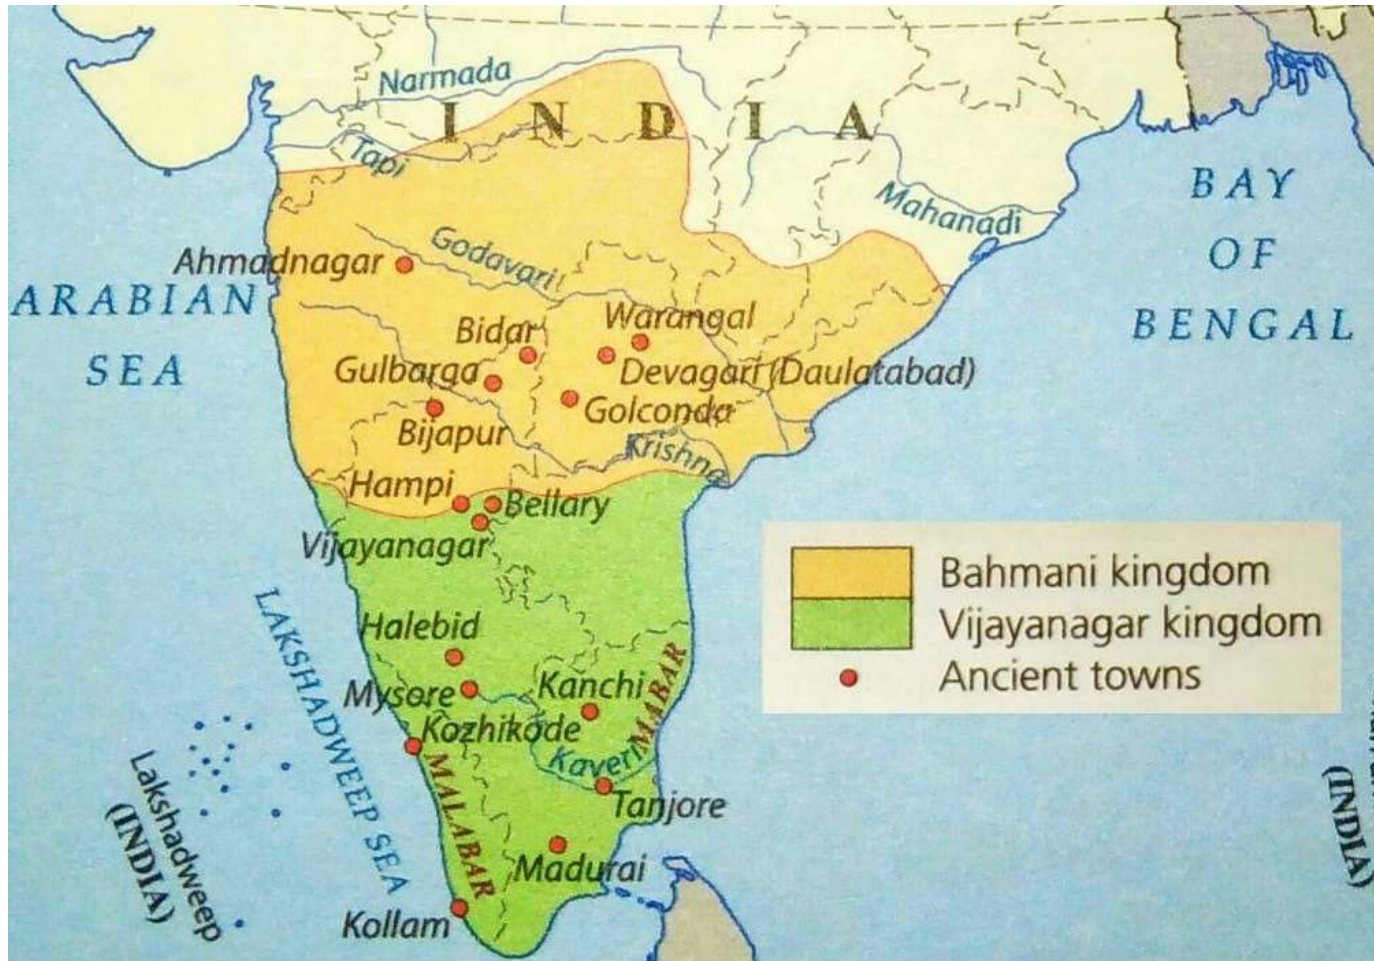 Narmada
I N D I A
Tapi
Mahanadi
BAY
OF
BENGAL
Godavari
Ahmadnagar
ARABIAN
SEA
Bidar
Warangal
Gulbarga
Devagari (Daulatabad)
Golconda
Bijapur
Krishna
Hampi
Bellary
Vijayanagar
Bahmani kingdom
Vijayanagar kingdom
Ancient towns
LAKSHADWEEP SEA
Halebid
Mysore
Kanchi
MABAR
Kozhikode
Kaveri
MALABAR
Tanjore
Madurai
Kollam
Lakshadweep
(INDIA)
(INDIA)